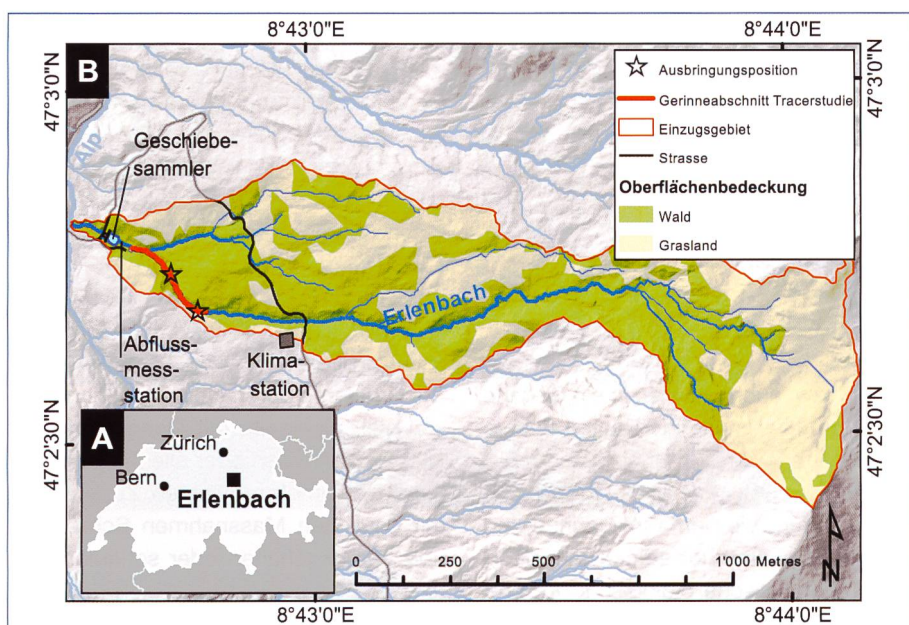 8°43'0"E
8°44'0"E
B
47°3'0"N
47°3'0"N
Ausbringungsposition
Gerinneabschnitt Tracerstudie
Einzugsgebiet
Strasse
Oberflächenbedeckung
Wald
Grasland
Alp
Geschiebe-
sammler
Erlenbach
Abfluss-
mess-
station
Klima-
station
47°2'30"N
47°2'30"N
A
Zürich
Bern
Erlenbach
0
250
500
1'000 Metres
N
8°43'0"E
8°44'0"E